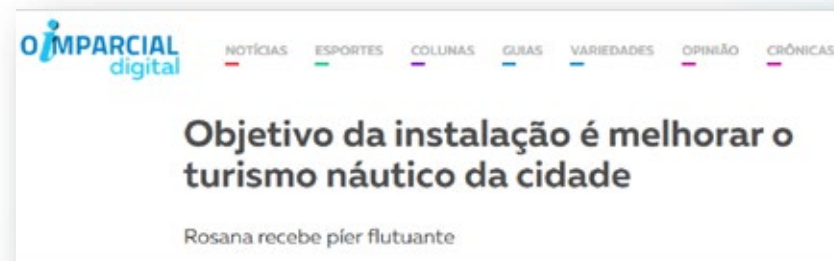 O IMPARCIAL
digital
NOTÍCIAS ESPORTES COLUNAS GUIAS VARIEDADES OPINIÃO CRÔNICAS
Objetivo da instalação é melhorar o
turismo náutico da cidade
Rosana recebe píer flutuante